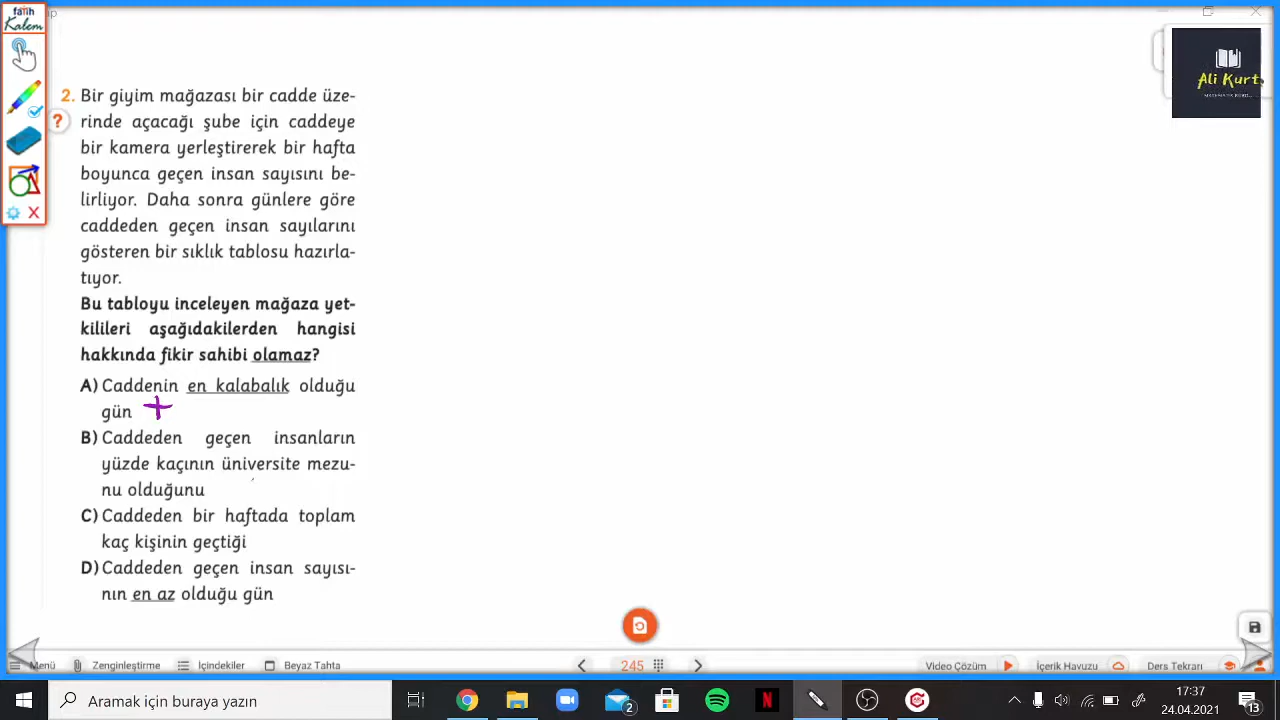 fatih
Kalem
Ali Kurt
2. Bir giyim mağazası bir cadde üze-
rinde açacağı şube için caddeye
? bir kamera yerleştirerek bir hafta
boyunca geçen insan sayısını be-
lirliyor. Daha sonra günlere göre
caddeden geçen insan sayılarını
gösteren bir sıklık tablosu hazırla-
tıyor.
Bu tabloyu inceleyen mağaza yet-
kilileri aşağıdakilerden hangisi
hakkında fikir sahibi olamaz?
A) Caddenin en kalabalık olduğu
gün +
B) Caddeden geçen insanların
yüzde kaçının üniversite mezu-
nu olduğunu
C) Caddeden bir haftada toplam
kaç kişinin geçtiği
D) Caddeden geçen insan sayısı-
nın en az olduğu gün
Menü Zenginleştirme İçindekiler Beyaz Tahta 245 Video Çözüm İçerik Havuzu Ders Tekrarı
Aramak için buraya yazın 2 17:37
24.04.2021 13